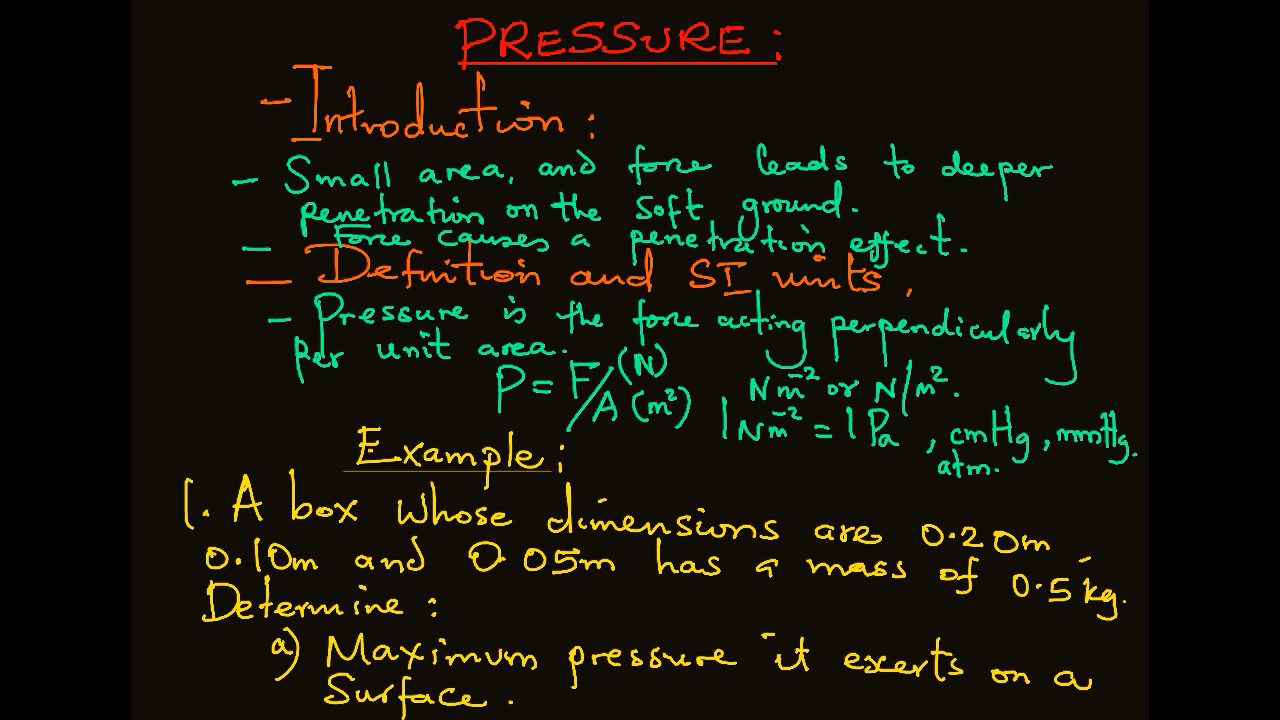 PRESSURE:
- Introduction:
- Small area, and force leads to deeper
penetration on the soft ground.
- Force causes a penetration effect.
- Definition and SI units.
- Pressure is the force acting perpendicularly
per unit area.
P = F/A (N) (m²) Nm⁻² or N/m².
1Nm⁻² = 1Pa, cmHg, mmHg.
atm.
Example:
1. A box whose dimensions are 0.20m
0.10m and 0.05m has a mass of 0.5kg.
Determine:
a) Maximum pressure it exerts on a
Surface.